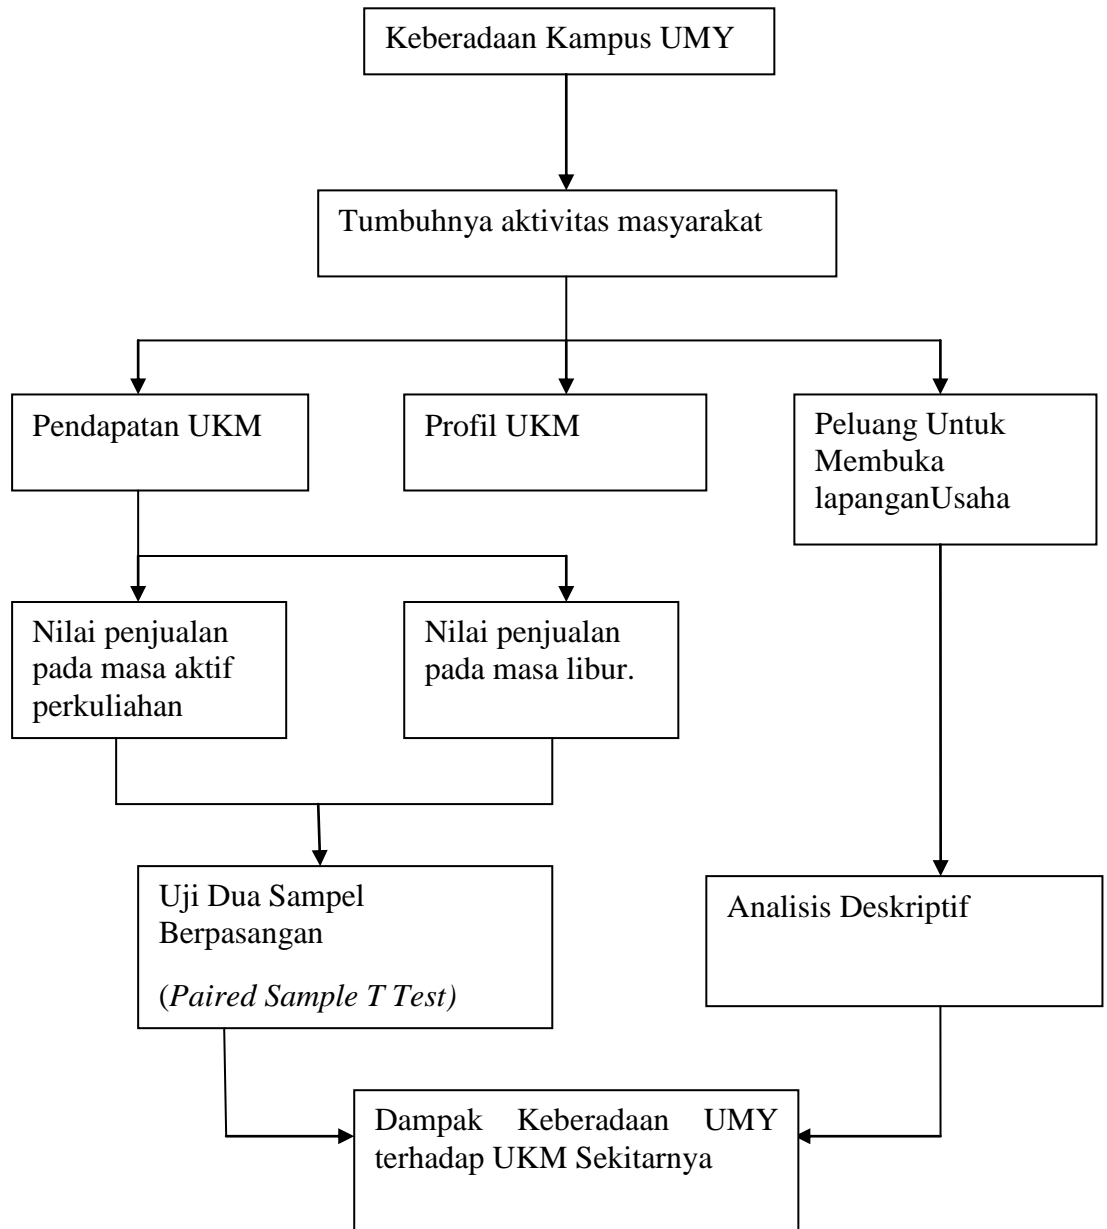 Keberadaan Kampus UMY
Tumbuhnya aktivitas masyarakat
Pendapatan UKM
Profil UKM
Peluang Untuk
Membuka
lapanganUsaha
Nilai penjualan
pada masa aktif
perkuliahan
Nilai penjualan
pada masa libur.
Uji Dua Sampel
Berpasangan
(Paired Sample T Test)
Analisis Deskriptif
Dampak Keberadaan UMY
terhadap UKM Sekitarnya